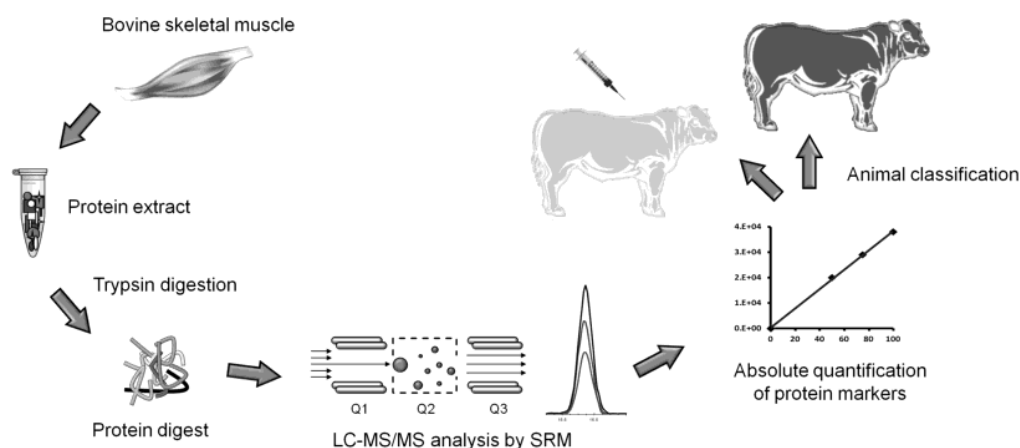 Bovine skeletal muscle
Protein extract
Trypsin digestion
Protein digest
Q1 Q2 Q3
LC-MS/MS analysis by SRM
Animal classification
4.E+04
3.E+04
2.E+04
1.E+04
0.E+00
0 20 40 60 80 100
Absolute quantification
of protein markers